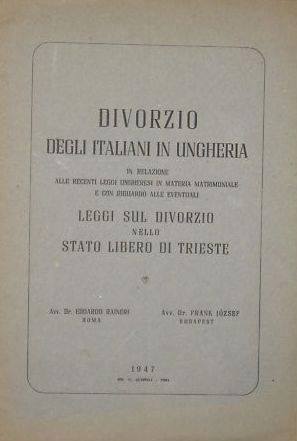 DIVORZIO
DEGLI ITALIANI IN UNGHERIA
IN RELAZIONE
ALLE RECENTI LEGGI UNGHERESI IN MATERIA MATRIMONIALE
E CON RIGUARDO ALLE EVENTUALI
LEGGI SUL DIVORZIO
NELLO
STATO LIBERO DI TRIESTE
Avv. Dr. EDOARDO RAINERI
ROMA
Avv. Dr. FRANK JÓZSEF
BUDAPEST
1947